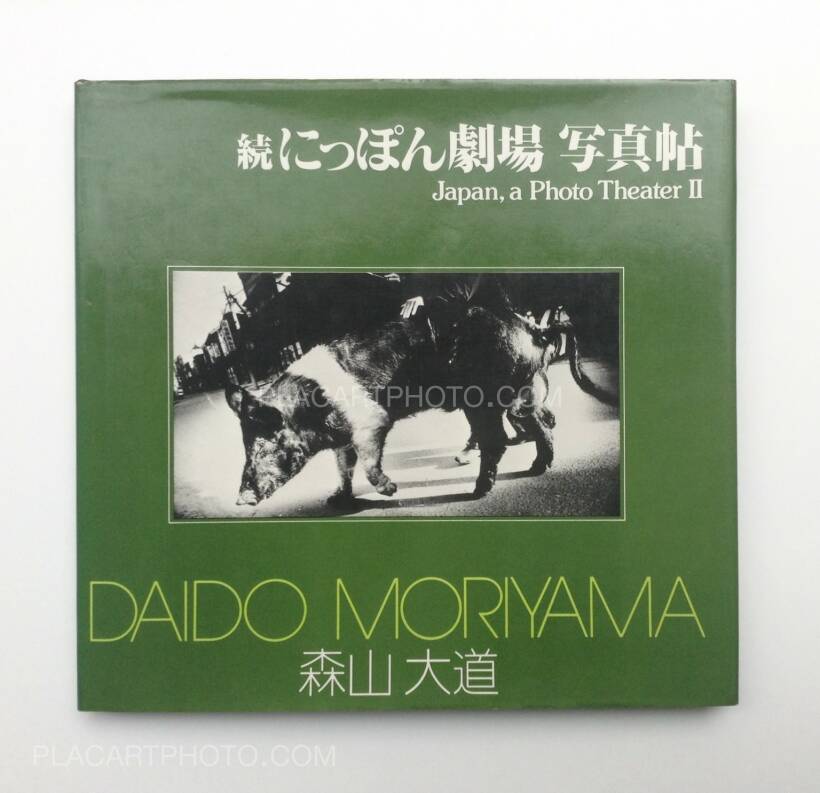 続 にっぽん劇場 写真帖
Japan, a Photo Theater II
PLACARTPHOTO.COM
DAIDO MORIYAMA
森山大道
PLACARTPHOTO.COM